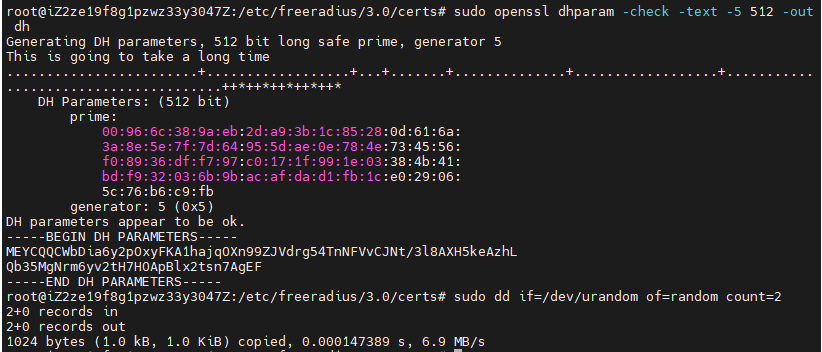 root@iZ2ze19f8g1pzwz33y3047Z:/etc/freeradius/3.0/certs# sudo openssl dhparam -check -text -5 512 -out
dh
Generating DH parameters, 512 bit long safe prime, generator 5
This is going to take a long time
........................+..................+...+.......+..............+..................+...........
...........................++*++*++*++*++*
DH Parameters: (512 bit)
prime:
00:96:6c:38:9a:eb:2d:a9:3b:1c:85:28:0d:61:6a:
3a:8e:5e:7f:7d:64:95:5d:ae:0e:78:4e:73:45:56:
f0:89:36:df:f7:97:c0:17:1f:99:1e:03:38:4b:41:
bd:f9:32:03:6b:9b:ac:af:da:d1:fb:1c:e0:29:06:
5c:76:b6:c9:fb
generator: 5 (0x5)
DH parameters appear to be ok.
-----BEGIN DH PARAMETERS-----
MEYCQQCWbDia6y2pOxyFKA1hajqOXn99ZJVdrg54TnNFVvCJNt/3l8AXH5keAzhL
Qb35MgNrm6yv2tH7HOApBlx2tsn7AgEF
-----END DH PARAMETERS-----
root@iZ2ze19f8g1pzwz33y3047Z:/etc/freeradius/3.0/certs# sudo dd if=/dev/urandom of=random count=2
2+0 records in
2+0 records out
1024 bytes (1.0 kB, 1.0 KiB) copied, 0.000147389 s, 6.9 MB/s